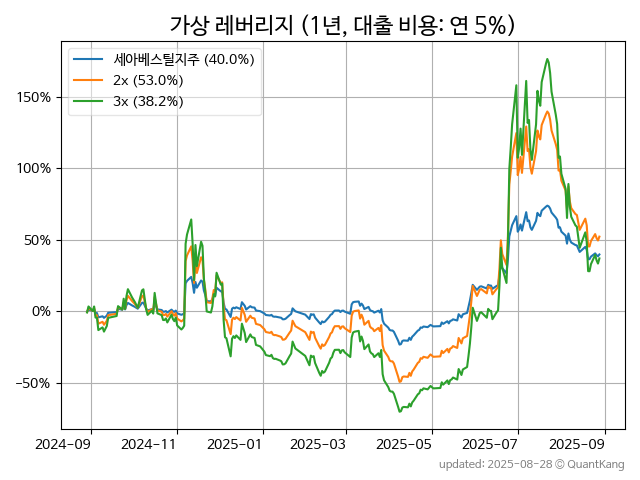 가상 레버리지 (1년, 대출 비용: 연 5%)
세아베스틸지주 (40.0%)
2x (53.0%)
3x (38.2%)
150%
100%
50%
0%
−50%
2024-09 2024-11 2025-01 2025-03 2025-05 2025-07 2025-09
updated: 2025-08-28 © QuantKang